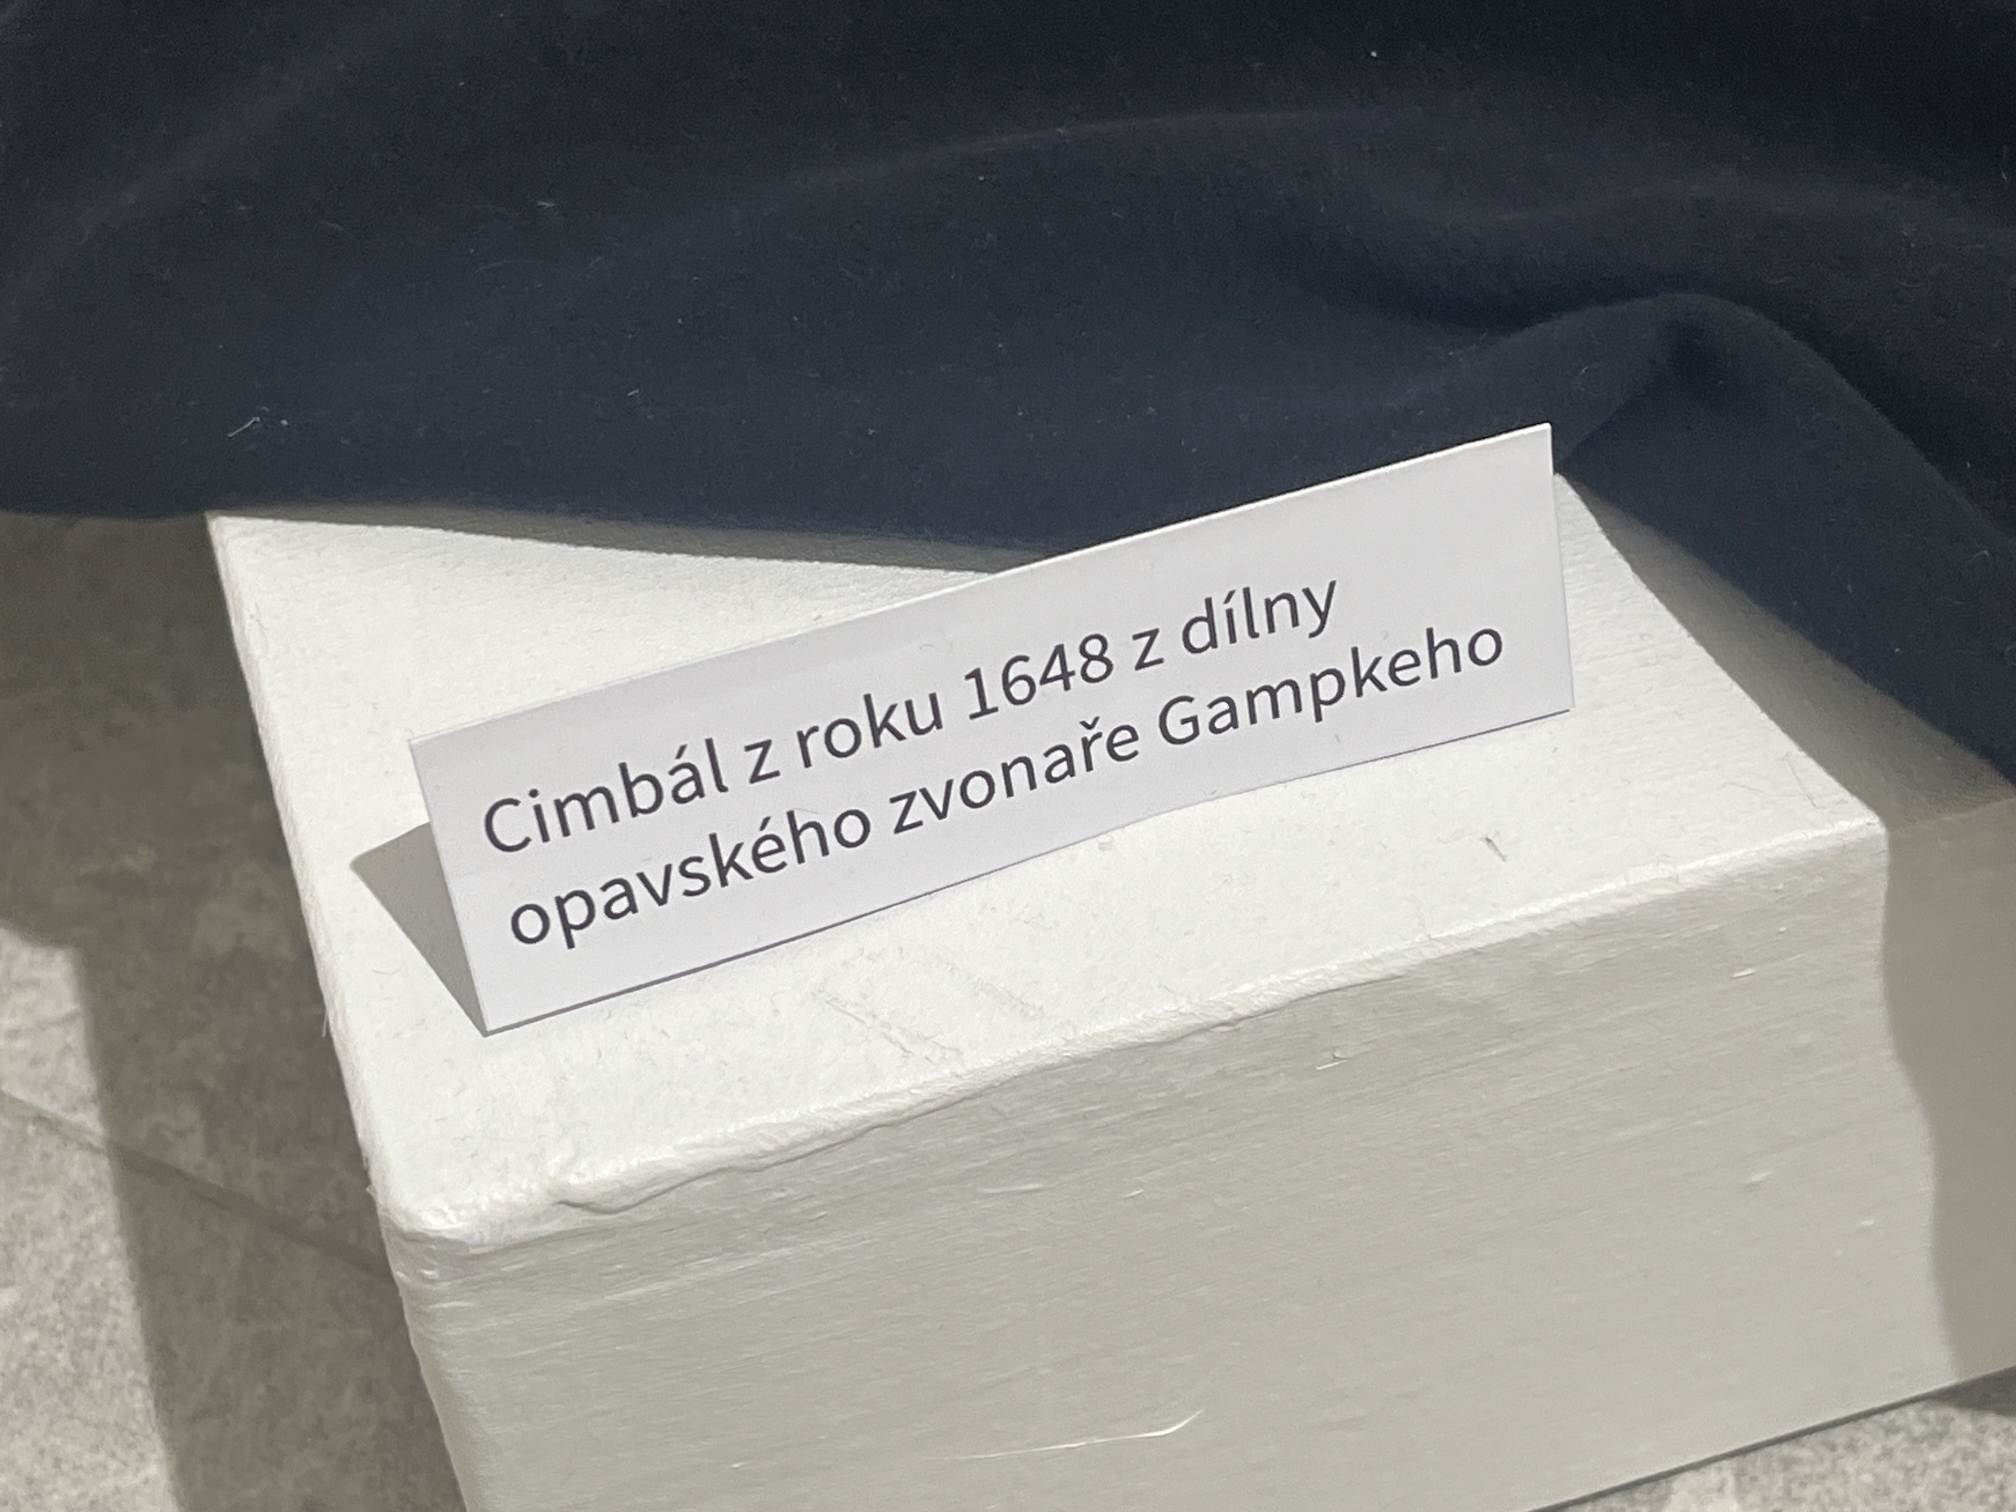 Cimbál z roku 1648 z dílny
opavského zvonaře Gampkeho